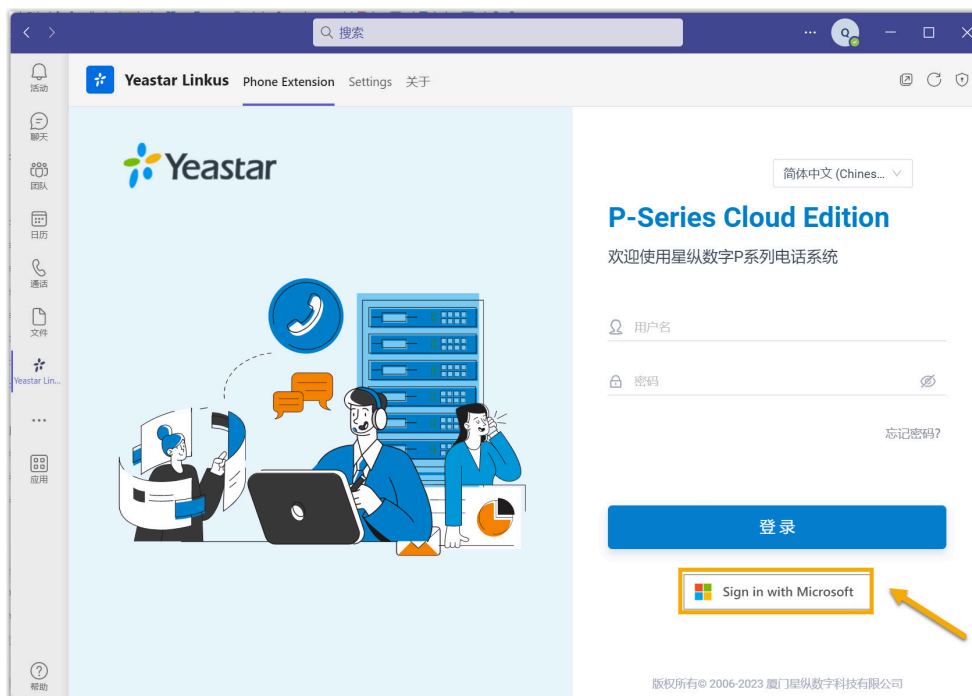 搜索
Q
活动
聊天
团队
日历
通话
文件
Yeastar Lin...
应用
帮助
Yeastar Linkus Phone Extension Settings 关于
Yeastar
简体中文 (Chines...
P-Series Cloud Edition
欢迎使用星纵数字P系列电话系统
用户名
密码
忘记密码?
登录
Sign in with Microsoft
版权所有© 2006-2023 厦门星纵数字科技有限公司